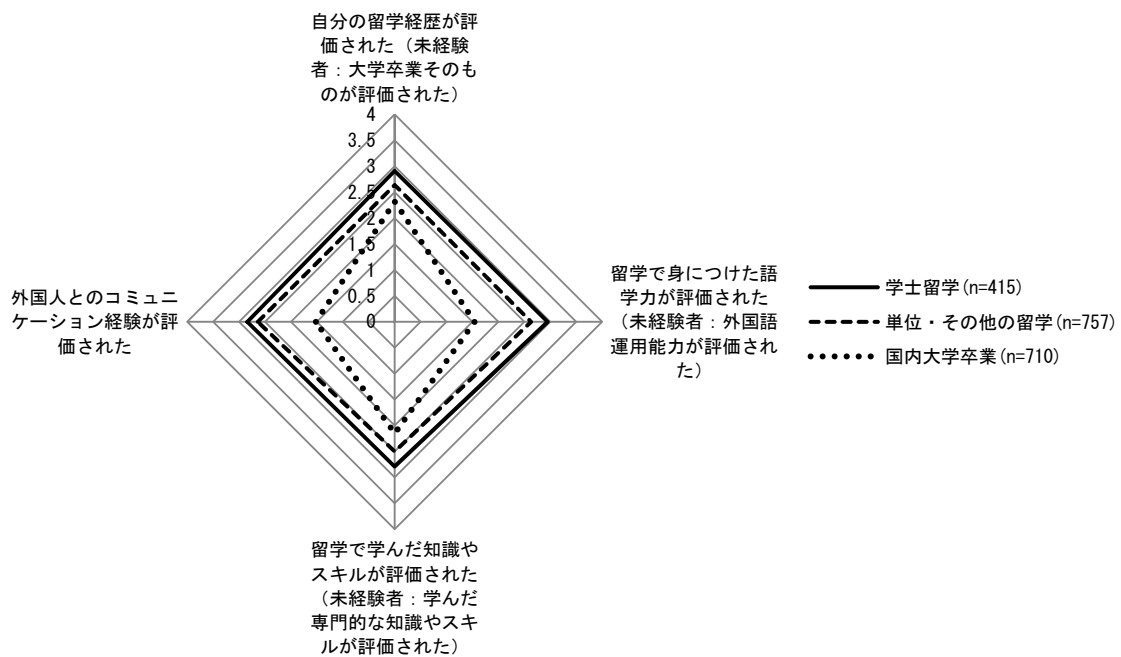 自分の留学経歴が評
価された（未経験
者：大学卒業そのも
のが評価された）
4
3.5
3
2.5
2
1.5
1
0.5
0
留学で身につけた語
学力が評価された
（未経験者：外国語
運用能力が評価され
た）
留学で学んだ知識や
スキルが評価された
（未経験者：学んだ
専門的な知識やスキ
ルが評価された）
外国人とのコミュニ
ケーション経験が評
価された
学士留学(n=415)
単位・その他の留学(n=757)
国内大学卒業(n=710)